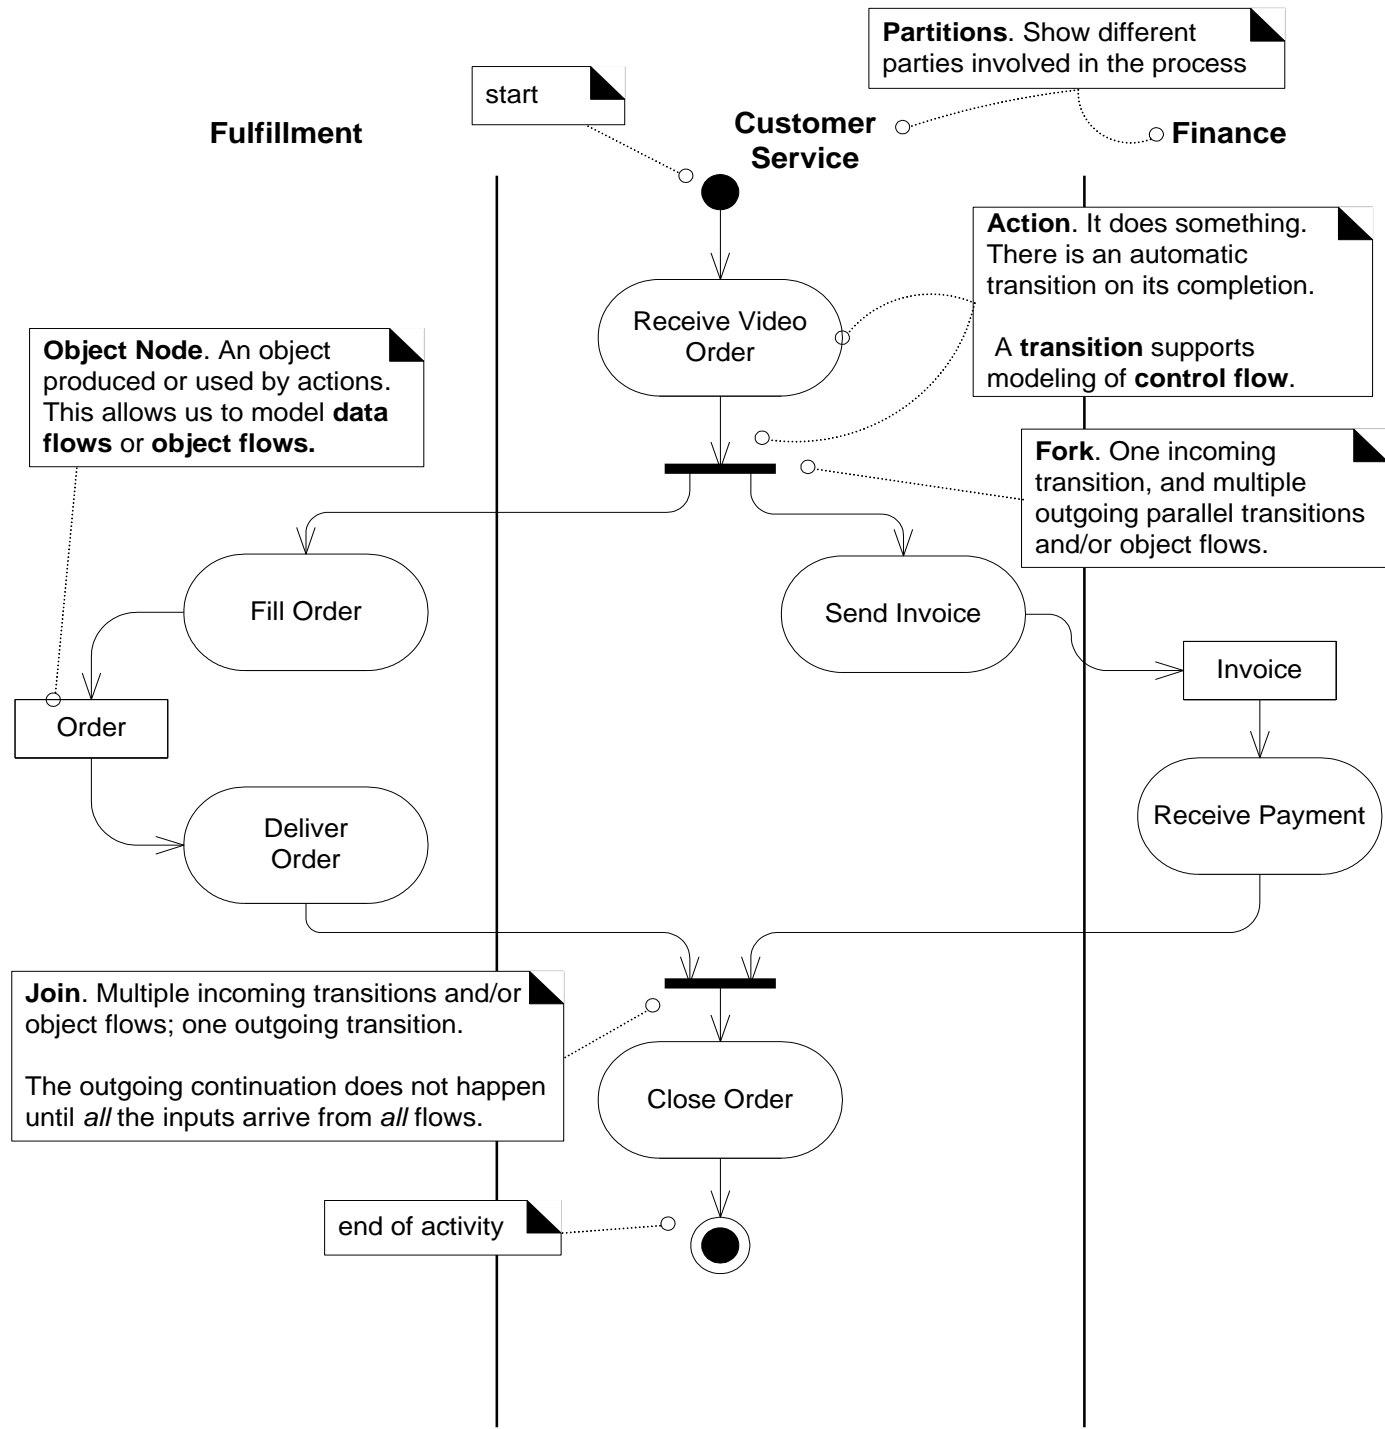 Partitions. Show different
parties involved in the process
start
Fulfillment
Customer
Service
Finance
Action. It does something.
There is an automatic
transition on its completion.
A transition supports
modeling of control flow.
Receive Video
Order
Object Node. An object
produced or used by actions.
This allows us to model data
flows or object flows.
Fork. One incoming
transition, and multiple
outgoing parallel transitions
and/or object flows.
Fill Order
Send Invoice
Invoice
Order
Deliver
Order
Receive Payment
Join. Multiple incoming transitions and/or
object flows; one outgoing transition.
The outgoing continuation does not happen
until all the inputs arrive from all flows.
Close Order
end of activity